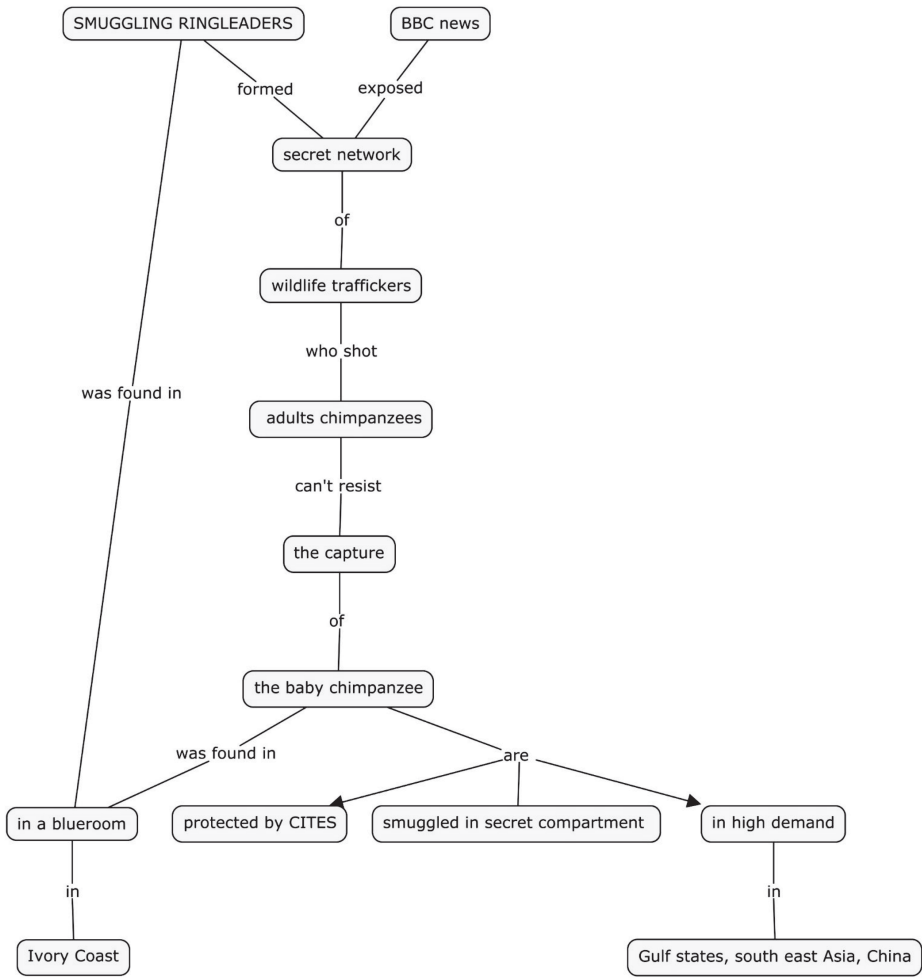 SMUGGLING RINGLEADERS
BBC news
formed
exposed
secret network
of
wildlife traffickers
who shot
was found in
adults chimpanzees
can't resist
the capture
of
the baby chimpanzee
was found in
are
in a blueroom
protected by CITES
smuggled in secret compartment
in high demand
in
in
Ivory Coast
Gulf states, south east Asia, China